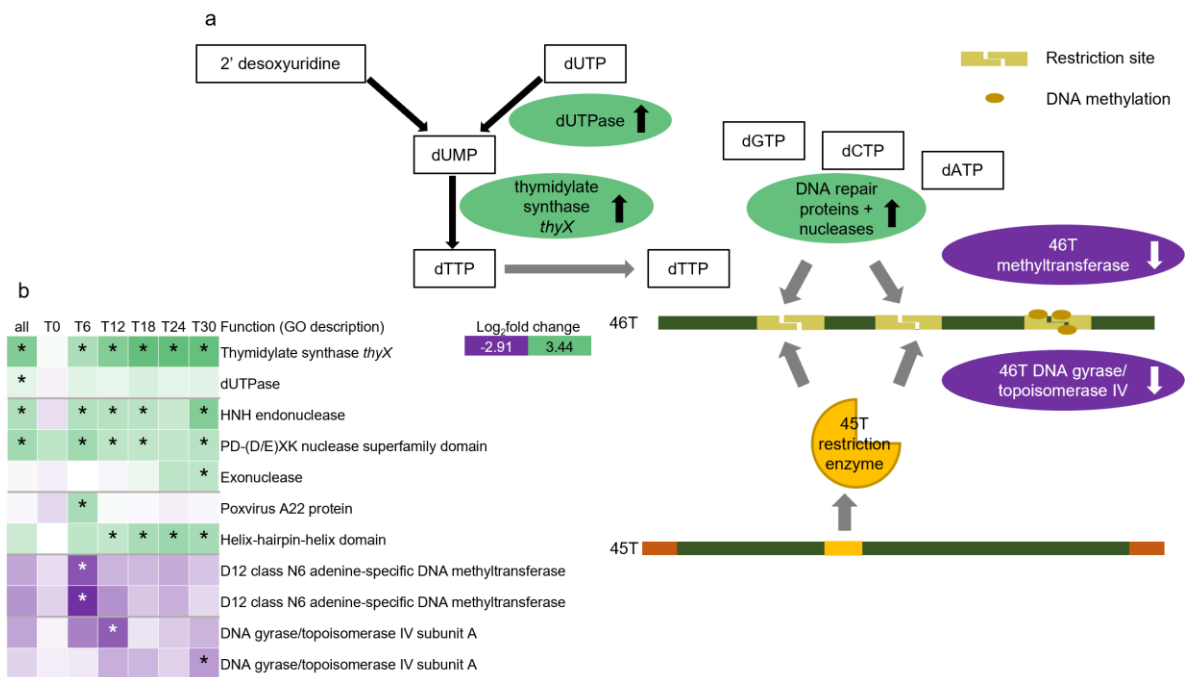 a
2' desoxyuridine
dUTP
Restriction site
DNA methylation
dUTPase
dUMP
dGTP
dCTP
dATP
thymidylate
synthase
thyX
DNA repair
proteins +
nucleases
46T
methyltransferase
dTTP
dTTP
46T
46T DNA gyrase/
topoisomerase IV
45T
restriction
enzyme
45T
b
all T0 T6 T12 T18 T24 T30 Function (GO description)
Log2fold change
-2.91 3.44
* * * * * * Thymidylate synthase thyX
* dUTPase
* * * * * HNH endonuclease
* * * * * PD-(D/E)XK nuclease superfamily domain
* Exonuclease
* Poxvirus A22 protein
* * * * Helix-hairpin-helix domain
* D12 class N6 adenine-specific DNA methyltransferase
* D12 class N6 adenine-specific DNA methyltransferase
* DNA gyrase/topoisomerase IV subunit A
* DNA gyrase/topoisomerase IV subunit A